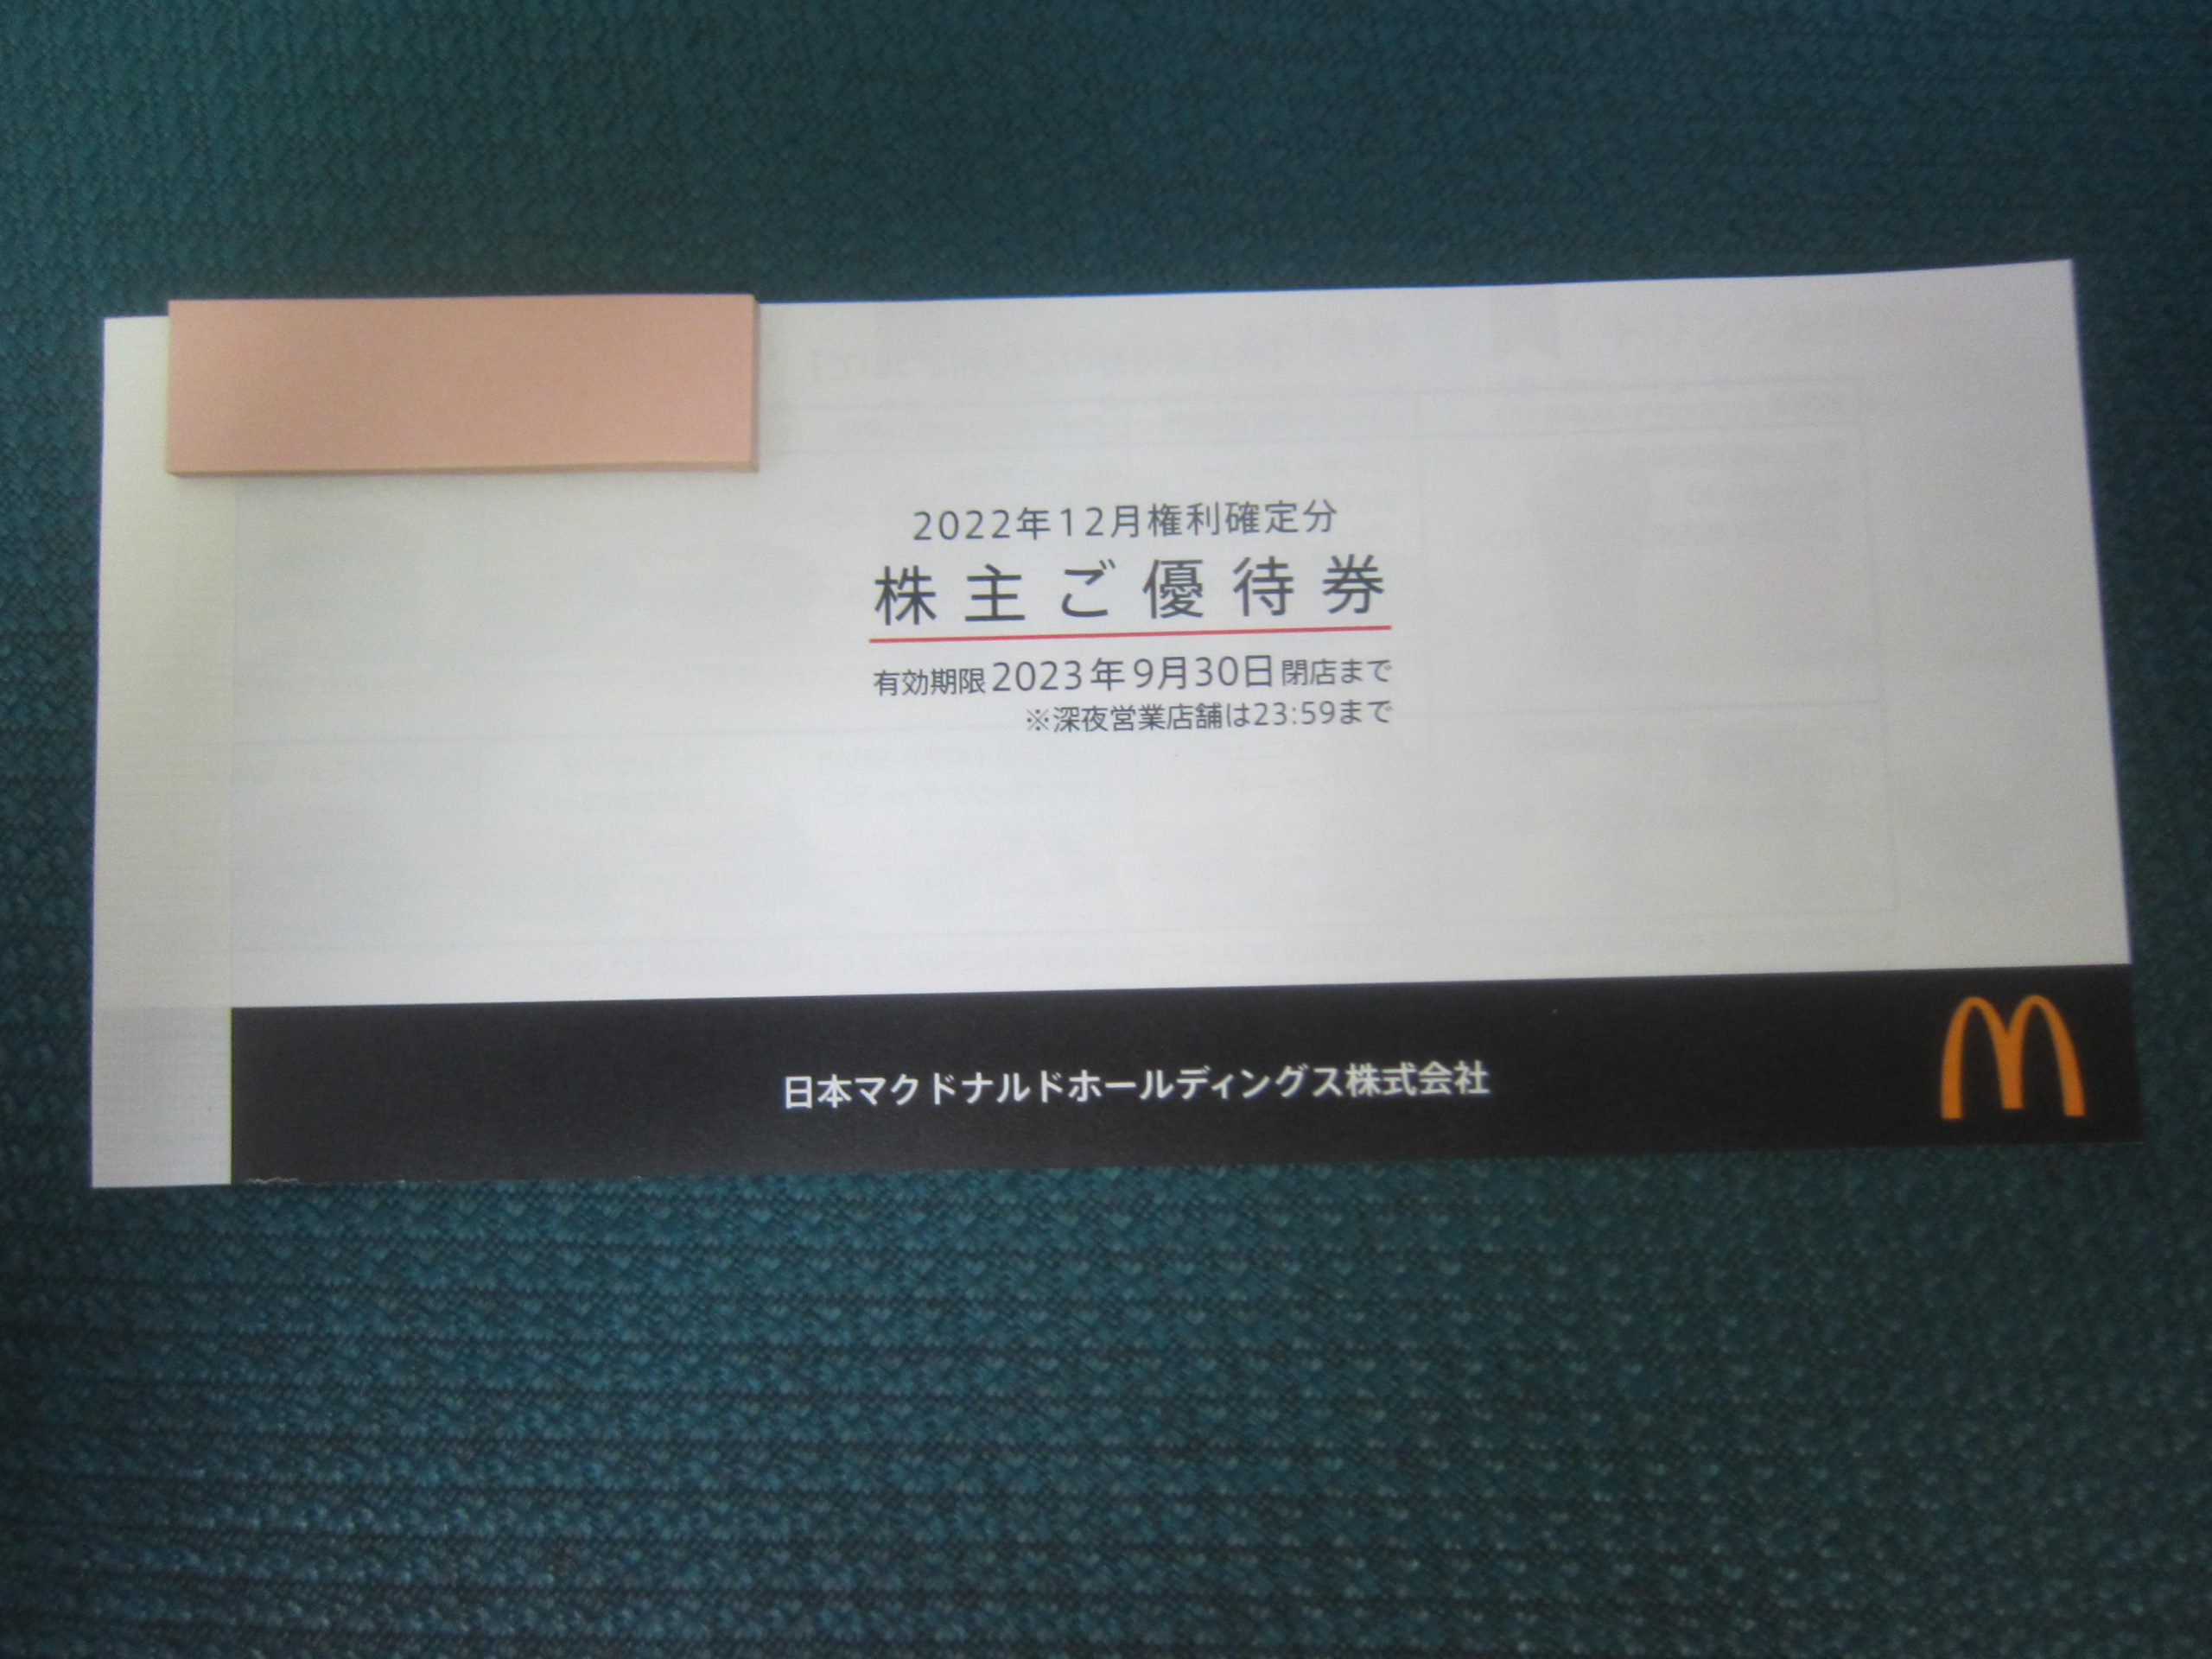 2022年12月権利確定分
株主ご優待券
有効期限2023年9月30日閉店まで
※深夜営業店舗は23:59まで
日本マクドナルドホールディングス株式会社